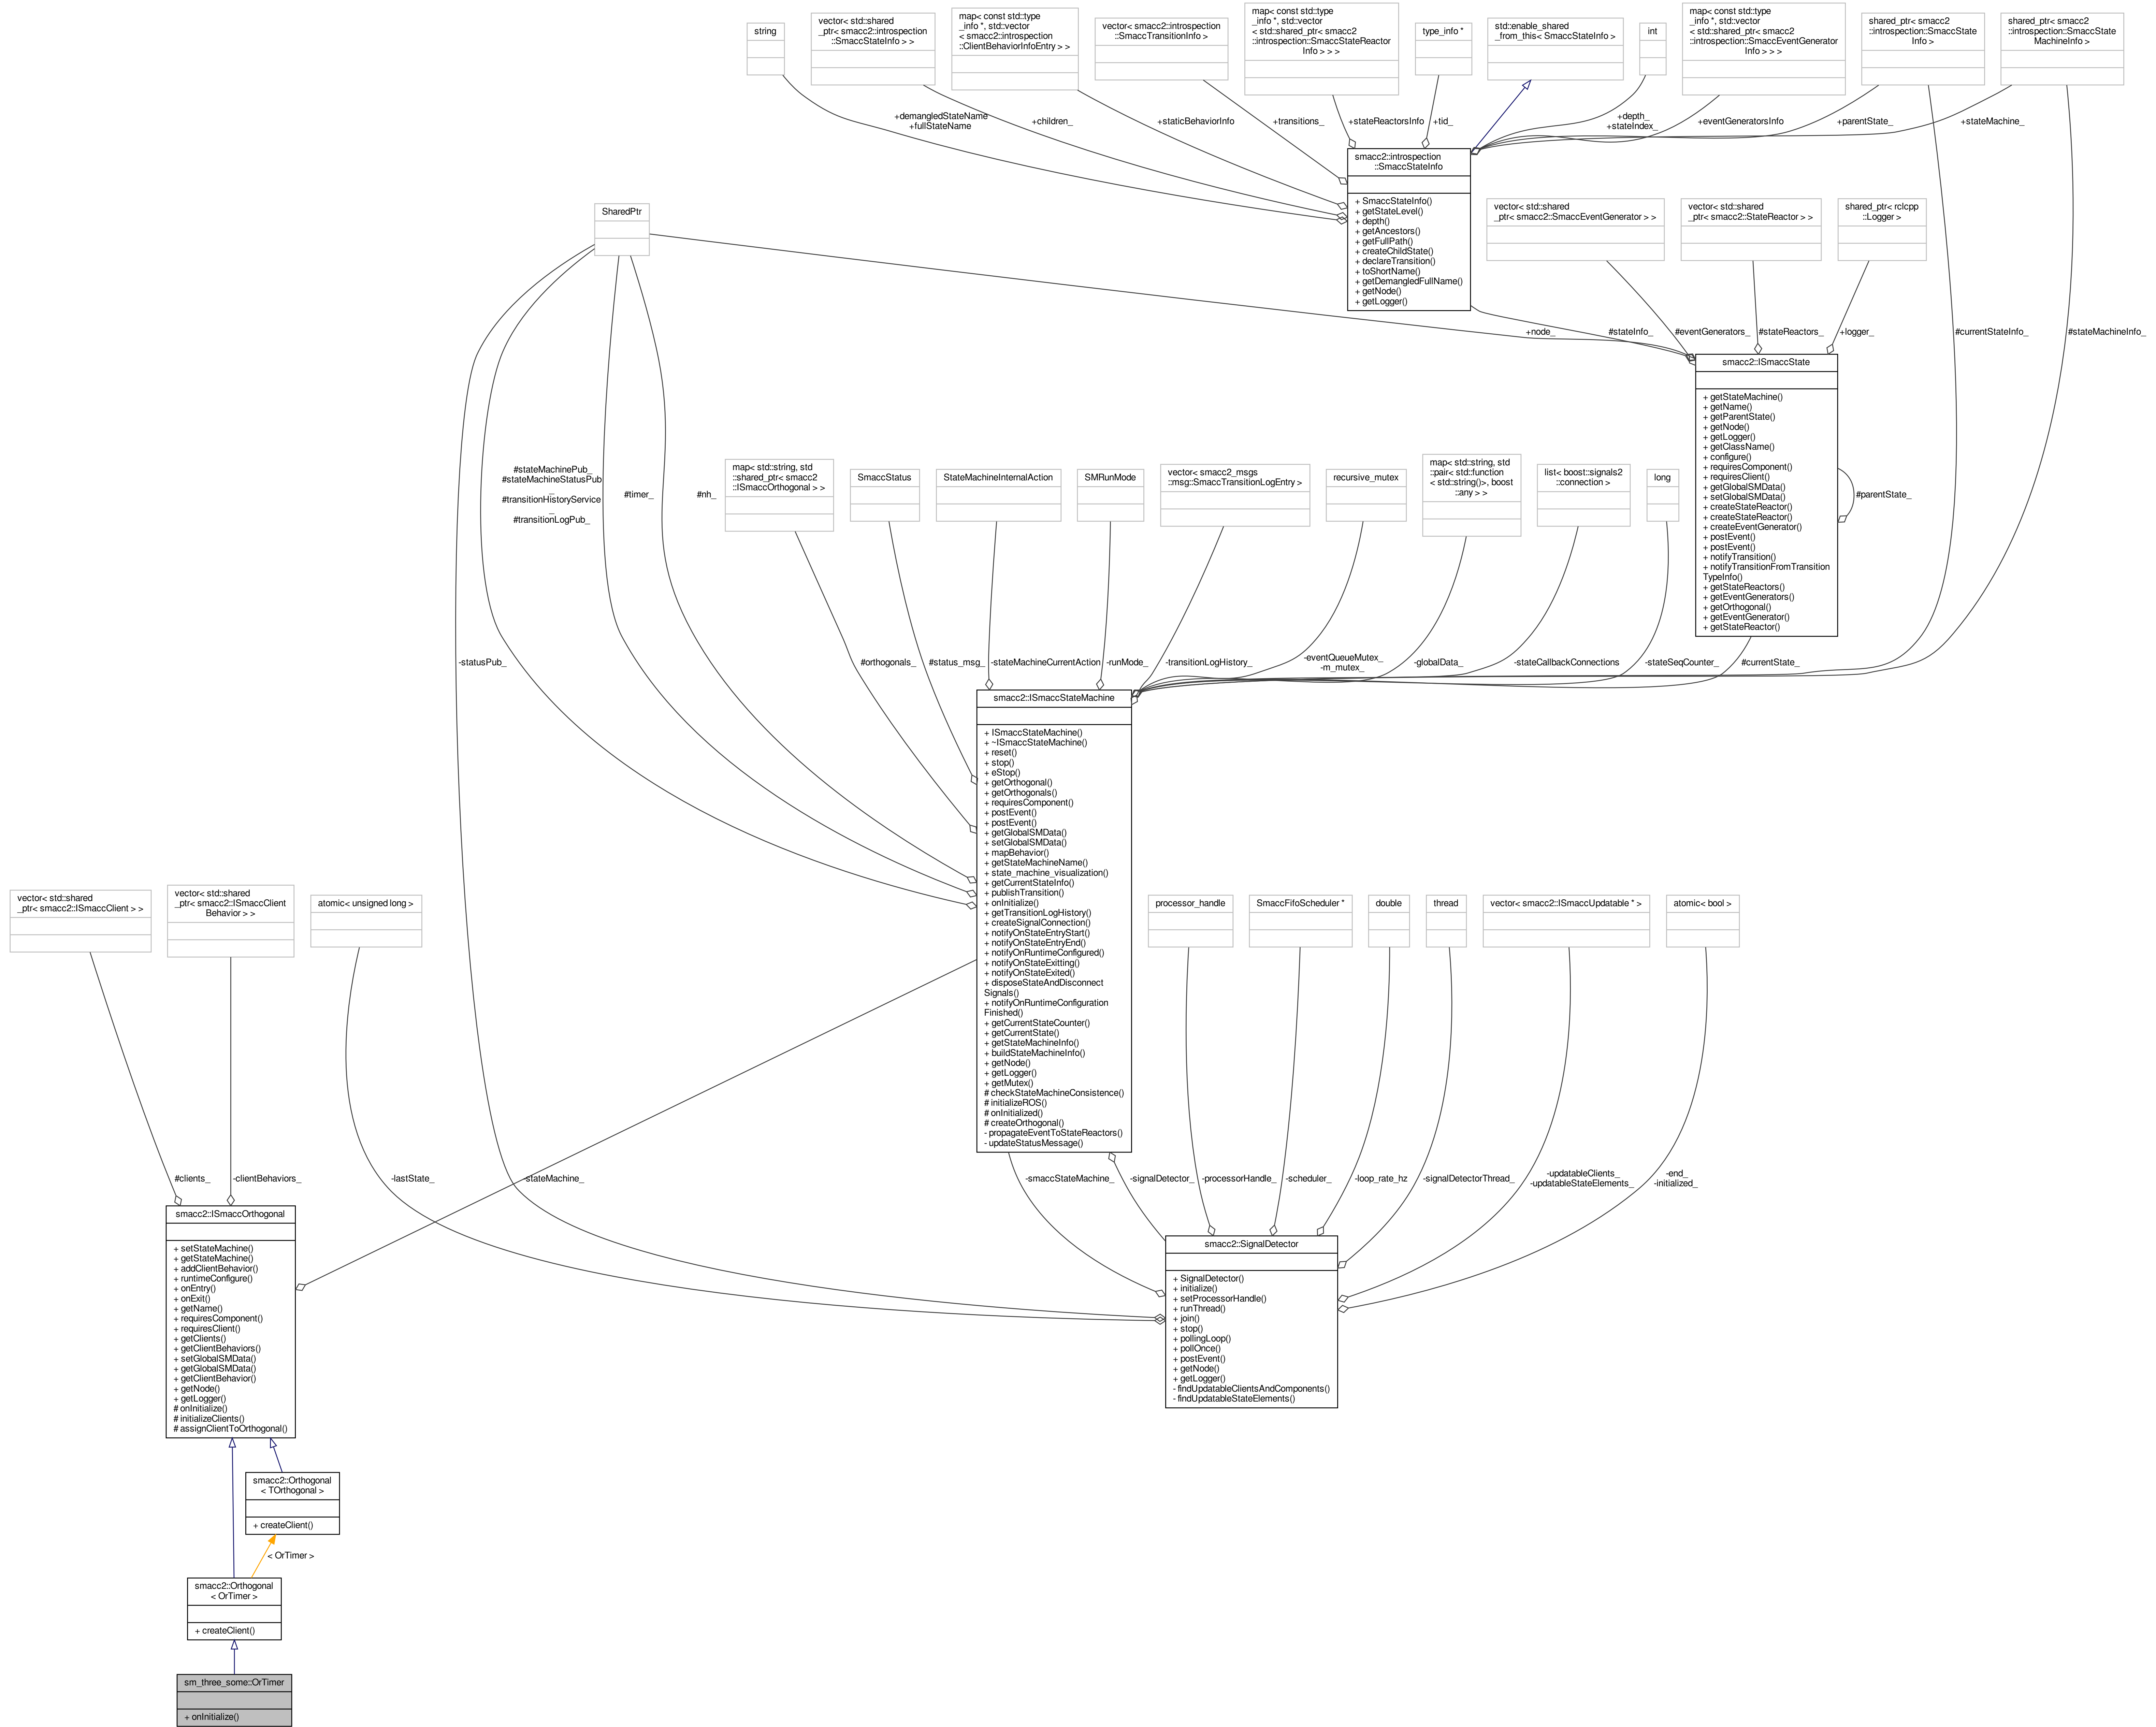 string
vector< std::shared
_ptr< smacc2::introspection
::SmaccStateInfo > >
map< const std::type
_info *, std::vector
< smacc2::introspection
::ClientBehaviorInfoEntry > >
vector< smacc2::introspection
::SmaccTransitionInfo >
map< const std::type
_info *, std::vector
< std::shared_ptr< smacc2
::introspection::SmaccStateReactor
Info > > >
type_info *
std::enable_shared
_from_this< SmaccStateInfo >
int
map< const std::type
_info *, std::vector
< std::shared_ptr< smacc2
::introspection::SmaccEventGenerator
Info > > >
shared_ptr< smacc2
::introspection::SmaccState
Info >
shared_ptr< smacc2
::introspection::SmaccState
MachineInfo >
+demangledStateName
+fullStateName
+children_
+staticBehaviorInfo
+transitions_
+stateReactorsInfo
+tid_
+depth_
+stateIndex_
+eventGeneratorsInfo
+parentState_
+stateMachine_
smacc2::introspection
::SmaccStateInfo
+ SmaccStateInfo()
+ getStateLevel()
+ depth()
+ getAncestors()
+ getFullPath()
+ createChildState()
+ declareTransition()
+ toShortName()
+ getDemangledFullName()
+ getNode()
+ getLogger()
SharedPtr
vector< std::shared
_ptr< smacc2::SmaccEventGenerator > >
vector< std::shared
_ptr< smacc2::StateReactor > >
shared_ptr< rclcpp
::Logger >
+node_
#stateInfo_
#eventGenerators_
#stateReactors_
+logger_
#currentStateInfo_
#stateMachineInfo_
smacc2::ISmaccState
+ getStateMachine()
+ getName()
+ getParentState()
+ getNode()
+ getLogger()
+ getClassName()
+ configure()
+ requiresComponent()
+ requiresClient()
+ getGlobalSMData()
+ setGlobalSMData()
+ createStateReactor()
+ createStateReactor()
+ createEventGenerator()
+ postEvent()
+ postEvent()
+ notifyTransition()
+ notifyTransitionFromTransition
TypeInfo()
+ getStateReactors()
+ getEventGenerators()
+ getOrthogonal()
+ getEventGenerator()
+ getStateReactor()
#parentState_
#stateMachinePub_
#stateMachineStatusPub
_
#transitionHistoryService
_
#transitionLogPub_
#timer_
#nh_
map< std::string, std
::shared_ptr< smacc2
::ISmaccOrthogonal > >
SmaccStatus
StateMachineInternalAction
SMRunMode
vector< smacc2_msgs
::msg::SmaccTransitionLogEntry >
recursive_mutex
map< std::string, std
::pair< std::function
< std::string()>, boost
::any > >
list< boost::signals2
::connection >
long
-statusPub_
#orthogonals_
#status_msg_
-stateMachineCurrentAction
-runMode_
-transitionLogHistory_
-eventQueueMutex_
-m_mutex_
-globalData_
-stateCallbackConnections
-stateSeqCounter_
#currentState_
smacc2::ISmaccStateMachine
+ ISmaccStateMachine()
+ ~ISmaccStateMachine()
+ reset()
+ stop()
+ eStop()
+ getOrthogonal()
+ getOrthogonals()
+ requiresComponent()
+ postEvent()
+ postEvent()
+ getGlobalSMData()
+ setGlobalSMData()
+ mapBehavior()
+ getStateMachineName()
+ state_machine_visualization()
+ getCurrentStateInfo()
+ publishTransition()
+ onInitialize()
+ getTransitionLogHistory()
+ createSignalConnection()
+ notifyOnStateEntryStart()
+ notifyOnStateEntryEnd()
+ notifyOnRuntimeConfigured()
+ notifyOnStateExitting()
+ notifyOnStateExited()
+ disposeStateAndDisconnect
Signals()
+ notifyOnRuntimeConfiguration
Finished()
+ getCurrentStateCounter()
+ getCurrentState()
+ getStateMachineInfo()
+ buildStateMachineInfo()
+ getNode()
+ getLogger()
+ getMutex()
# checkStateMachineConsistence()
# initializeROS()
# onInitialized()
# createOrthogonal()
- propagateEventToStateReactors()
- updateStatusMessage()
vector< std::shared
_ptr< smacc2::ISmaccClient > >
vector< std::shared
_ptr< smacc2::ISmaccClient
Behavior > >
atomic< unsigned long >
processor_handle
SmaccFifoScheduler *
double
thread
vector< smacc2::ISmaccUpdatable * >
atomic< bool >
#clients_
-clientBehaviors_
-lastState_
-stateMachine_
-smaccStateMachine_
-signalDetector_
-processorHandle_
-scheduler_
-loop_rate_hz
-signalDetectorThread_
-updatableClients_
-updatableStateElements_
-end_
-initialized_
smacc2::ISmaccOrthogonal
+ setStateMachine()
+ getStateMachine()
+ addClientBehavior()
+ runtimeConfigure()
+ onEntry()
+ onExit()
+ getName()
+ requiresComponent()
+ requiresClient()
+ getClients()
+ getClientBehaviors()
+ setGlobalSMData()
+ getGlobalSMData()
+ getClientBehavior()
+ getNode()
+ getLogger()
# onInitialize()
# initializeClients()
# assignClientToOrthogonal()
smacc2::SignalDetector
+ SignalDetector()
+ initialize()
+ setProcessorHandle()
+ runThread()
+ join()
+ stop()
+ pollingLoop()
+ pollOnce()
+ postEvent()
+ getNode()
+ getLogger()
- findUpdatableClientsAndComponents()
- findUpdatableStateElements()
smacc2::Orthogonal
< TOrthogonal >
+ createClient()
< OrTimer >
smacc2::Orthogonal
< OrTimer >
+ createClient()
sm_three_some::OrTimer
+ onInitialize()